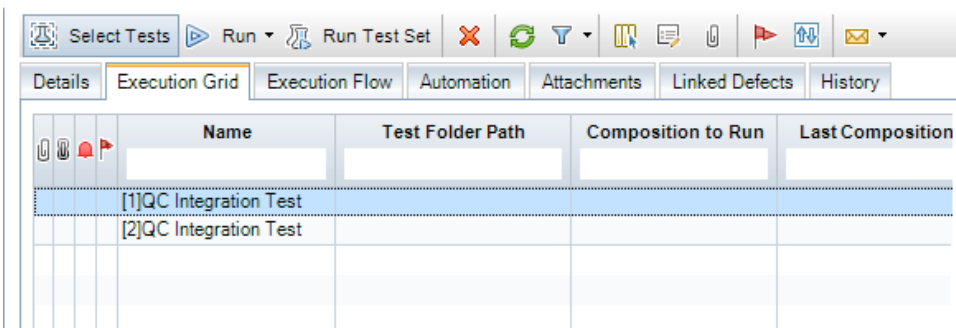 Select Tests Run Run Test Set
Details Execution Grid Execution Flow Automation Attachments Linked Defects History
Name Test Folder Path Composition to Run Last Composition
[1]QC Integration Test
[2]QC Integration Test